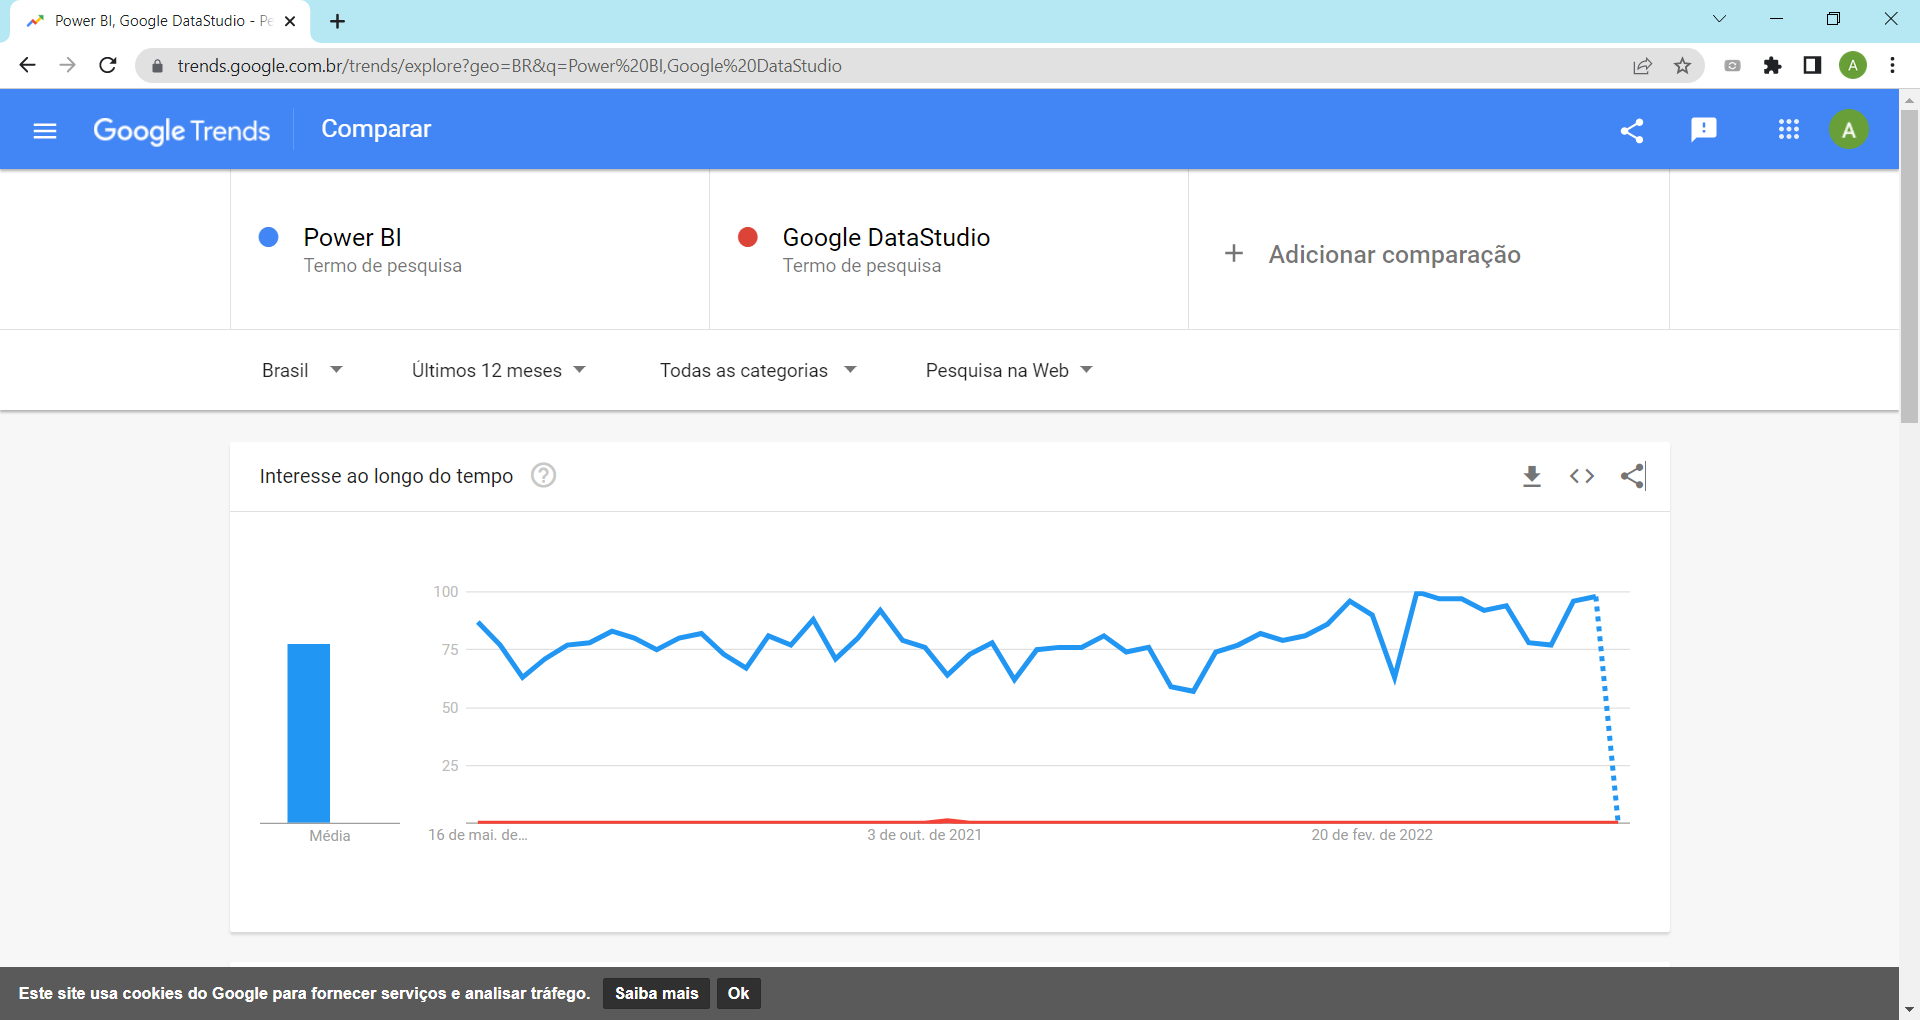 Power BI, Google DataStudio - Pe
trends.google.com.br/trends/explore?geo=BR&q=Power%20BI,Google%20DataStudio
A
Google Trends
Comparar
A
Power BI
Termo de pesquisa
Google DataStudio
Termo de pesquisa
+ Adicionar comparação
Brasil
Últimos 12 meses
Todas as categorias
Pesquisa na Web
Interesse ao longo do tempo
?
100
75
50
25
Média
16 de mai. de...
3 de out. de 2021
20 de fev. de 2022
Este site usa cookies do Google para fornecer serviços e analisar tráfego.
Saiba mais
Ok